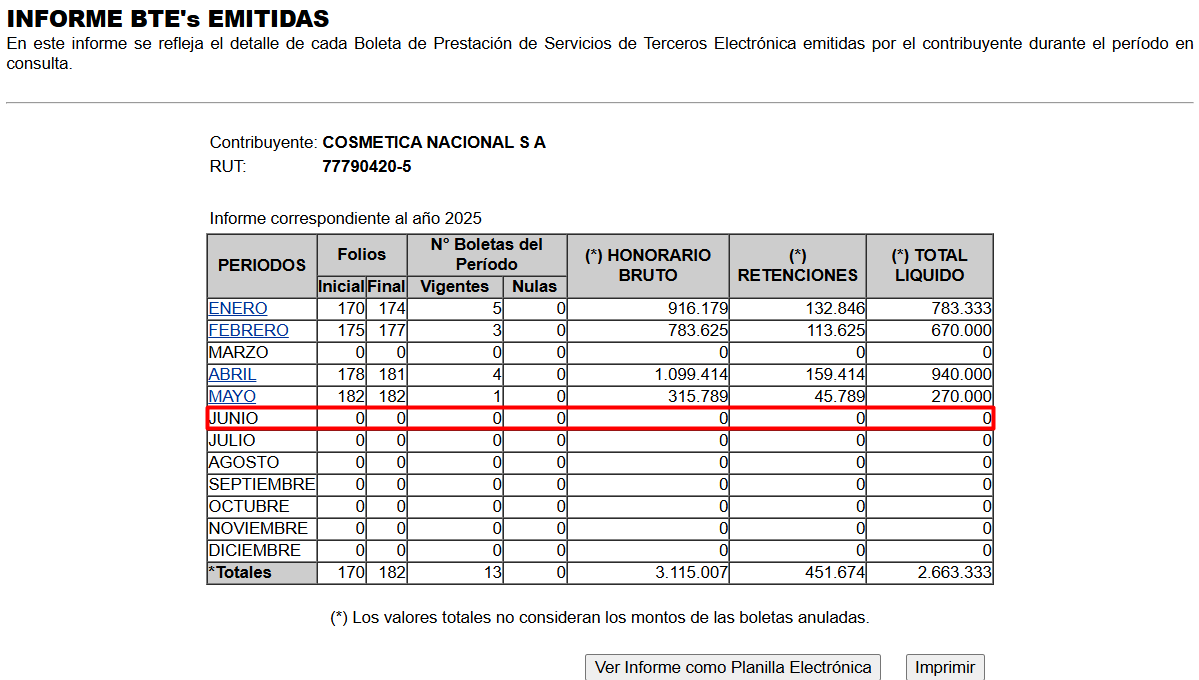 INFORME BTE's EMITIDAS
En este informe se refleja el detalle de cada Boleta de Prestación de Servicios de Terceros Electrónica emitidas por el contribuyente durante el período en
consulta.
Contribuyente: COSMETICA NACIONAL S A
RUT: 77790420-5
Informe correspondiente al año 2025
PERIODOS Folios N° Boletas del Período (*) HONORARIO BRUTO (*) RETENCIONES (*) TOTAL LIQUIDO
Inicial Final Vigentes Nulas
ENERO 170 174 5 0 916.179 132.846 783.333
FEBRERO 175 177 3 0 783.625 113.625 670.000
MARZO 0 0 0 0 0 0 0
ABRIL 178 181 4 0 1.099.414 159.414 940.000
MAYO 182 182 1 0 315.789 45.789 270.000
JUNIO 0 0 0 0 0 0 0
JULIO 0 0 0 0 0 0 0
AGOSTO 0 0 0 0 0 0 0
SEPTIEMBRE 0 0 0 0 0 0 0
OCTUBRE 0 0 0 0 0 0 0
NOVIEMBRE 0 0 0 0 0 0 0
DICIEMBRE 0 0 0 0 0 0 0
*Totales 170 182 13 0 3.115.007 451.674 2.663.333
(*) Los valores totales no consideran los montos de las boletas anuladas.
Ver Informe como Planilla Electrónica Imprimir